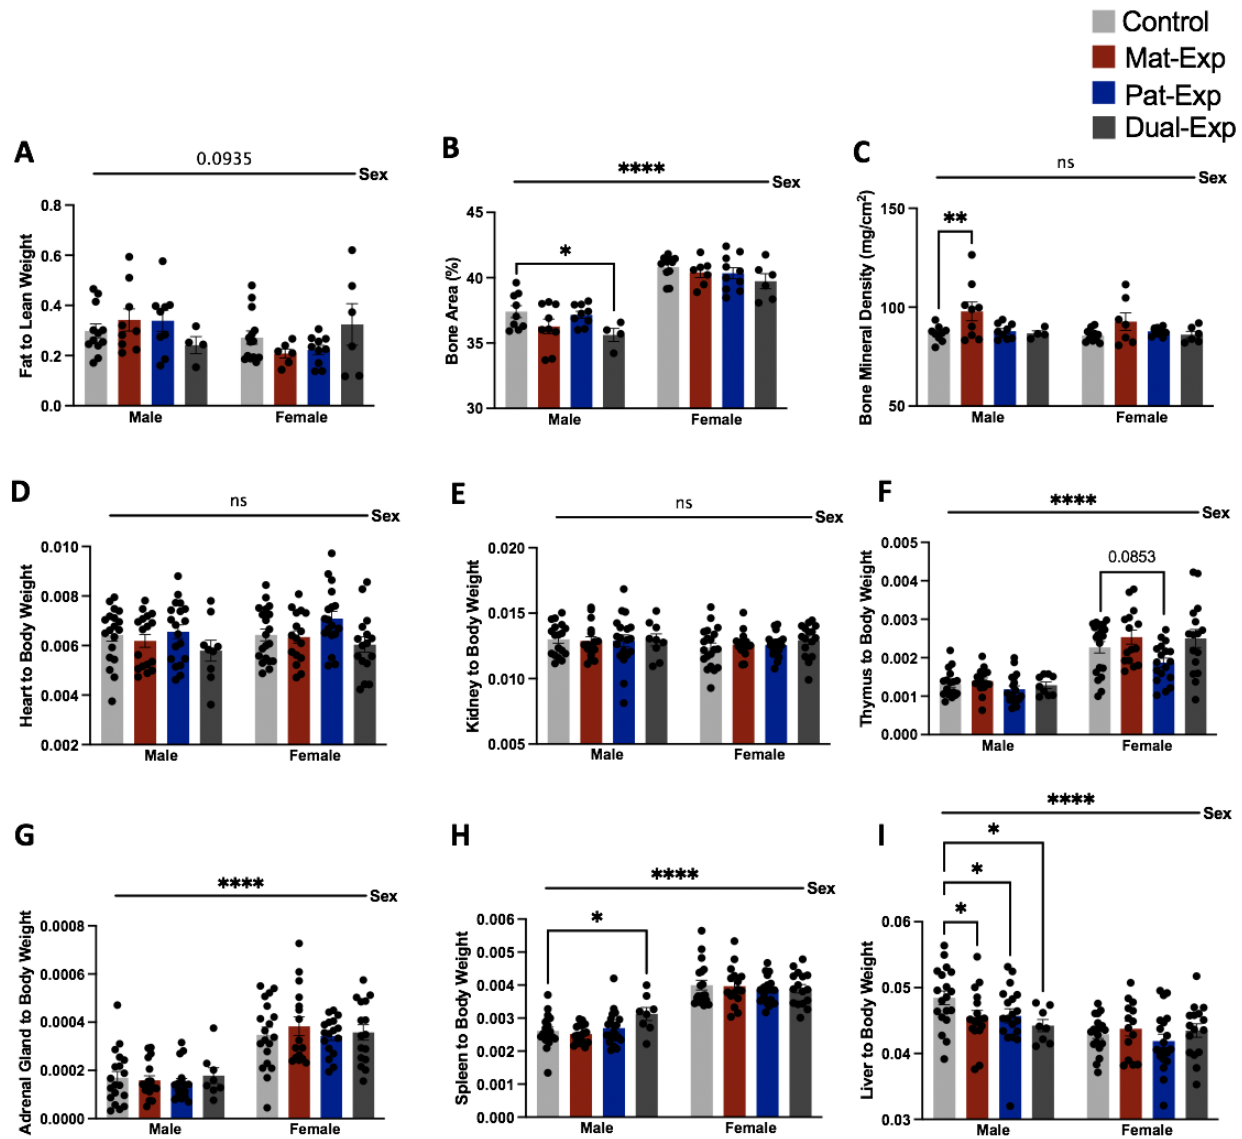 Control
Mat-Exp
Pat-Exp
Dual-Exp
A
0.0935
Sex
Fat to Lean Weight
0.8
0.6
0.4
0.2
0.0
Male
Female
B
****
Sex
*
Bone Area (%)
45
40
35
30
Male
Female
C
ns
Sex
**
Bone Mineral Density (mg/cm²)
150
100
50
Male
Female
D
ns
Sex
Heart to Body Weight
0.010
0.008
0.006
0.004
0.002
Male
Female
E
ns
Sex
Kidney to Body Weight
0.020
0.015
0.010
0.005
Male
Female
F
****
Sex
0.0853
Thymus to Body Weight
0.005
0.004
0.003
0.002
0.001
0.000
Male
Female
G
****
Sex
Adrenal Gland to Body Weight
0.0008
0.0006
0.0004
0.0002
0.0000
Male
Female
H
****
Sex
*
Spleen to Body Weight
0.006
0.005
0.004
0.003
0.002
0.001
0.000
Male
Female
I
****
Sex
*
*
*
Liver to Body Weight
0.06
0.05
0.04
0.03
Male
Female